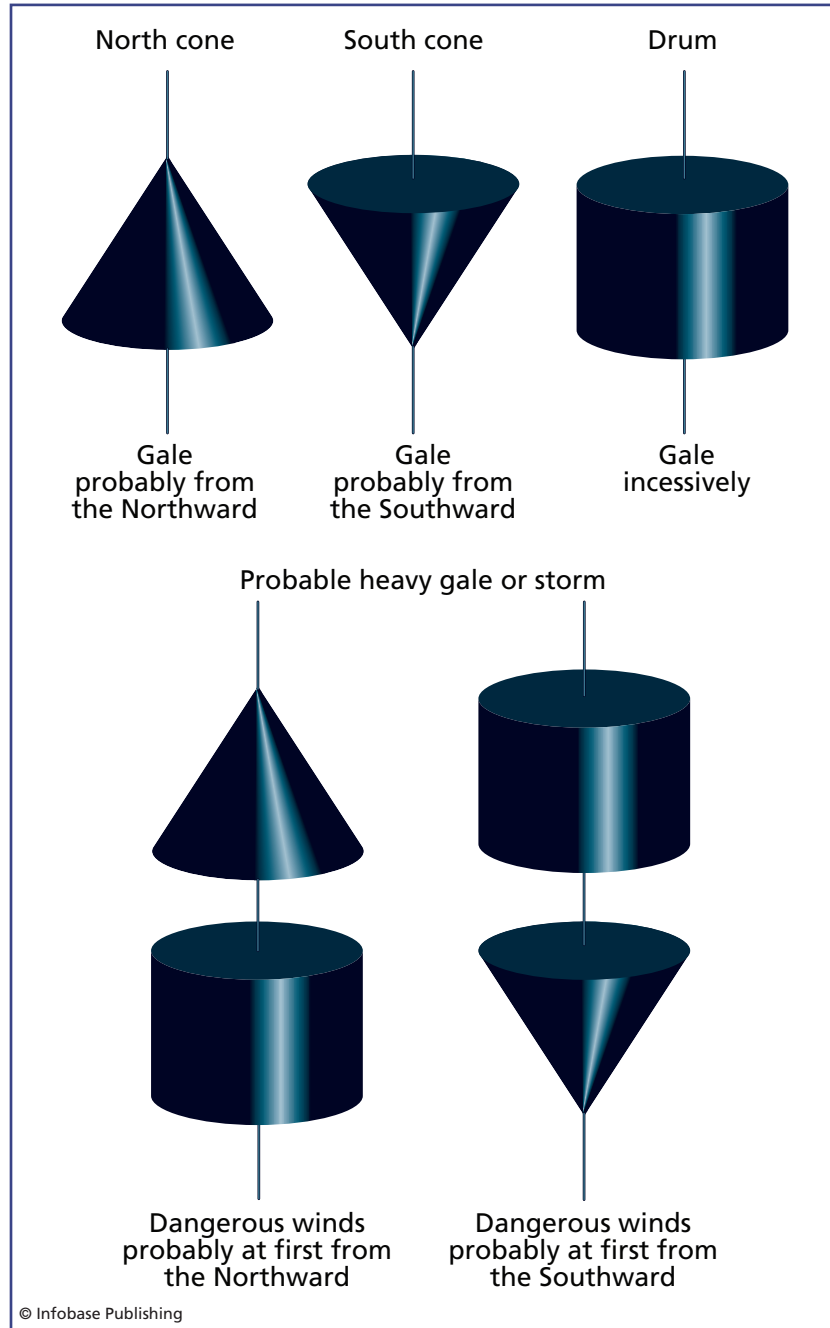 North cone
South cone
Drum
Gale
probably from
the Northward
Gale
probably from
the Southward
Gale
incessively
Probable heavy gale or storm
Dangerous winds
probably at first from
the Northward
Dangerous winds
probably at first from
the Southward
© Infobase Publishing